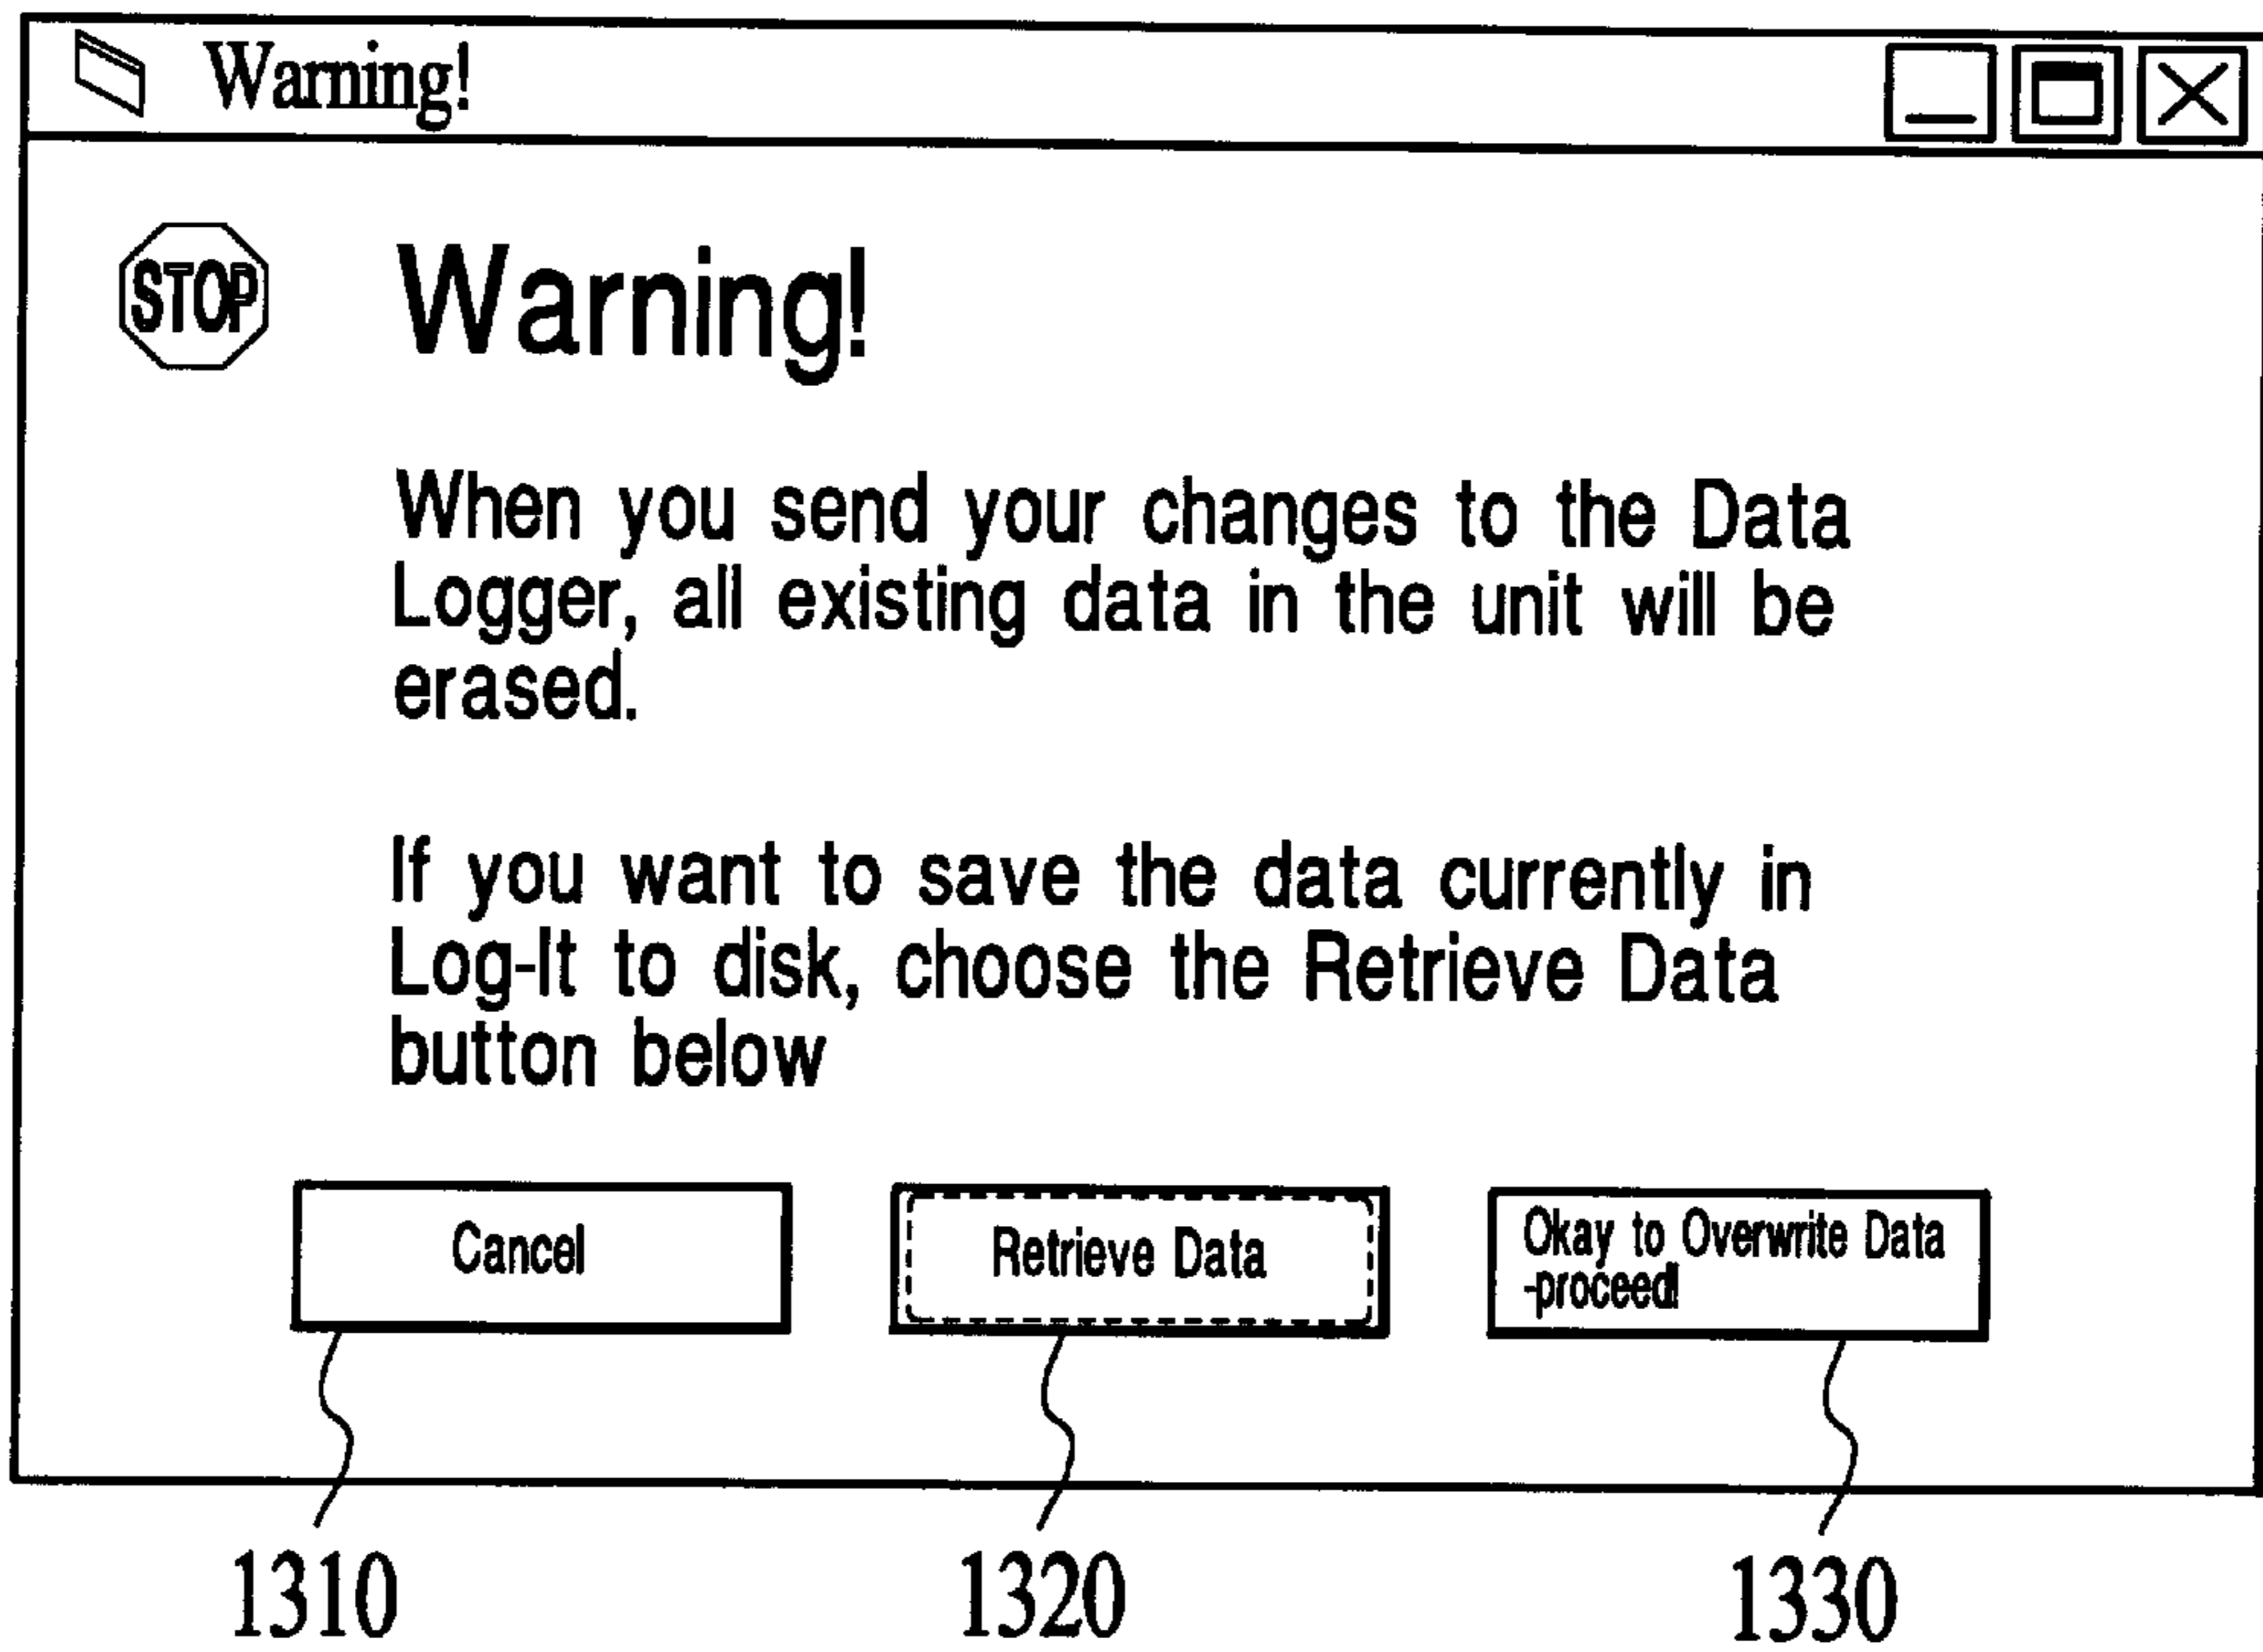 Warning!
STOP
Warning!
When you send your changes to the Data
Logger, all existing data in the unit will be
erased.
If you want to save the data currently in
Log-It to disk, choose the Retrieve Data
button below
Cancel
Retrieve Data
Okay to Overwrite Data
-proceed!
1310
1320
1330